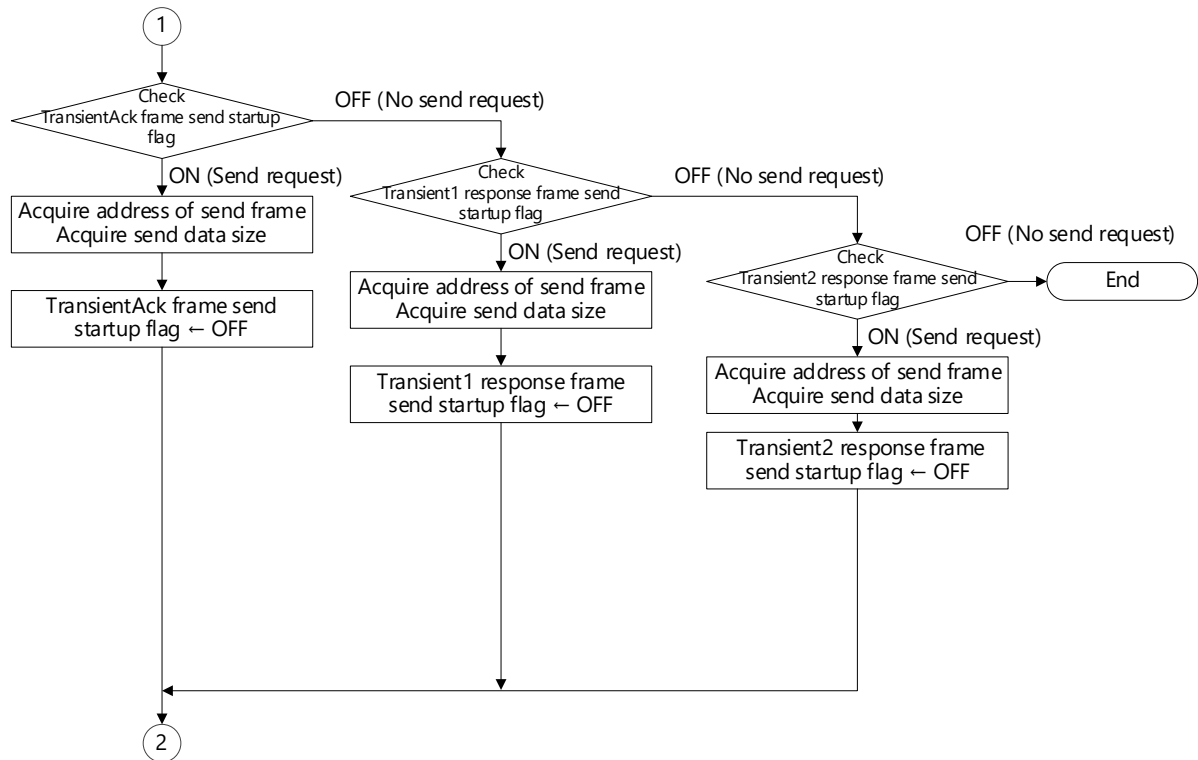 1
Check
TransientAck frame send startup
flag
OFF (No send request)
ON (Send request)
Acquire address of send frame
Acquire send data size
TransientAck frame send
startup flag ← OFF
Check
Transient1 response frame send
startup flag
OFF (No send request)
ON (Send request)
Acquire address of send frame
Acquire send data size
Transient1 response frame
send startup flag ← OFF
Check
Transient2 response frame send
startup flag
OFF (No send request)
End
ON (Send request)
Acquire address of send frame
Acquire send data size
Transient2 response frame
send startup flag ← OFF
2